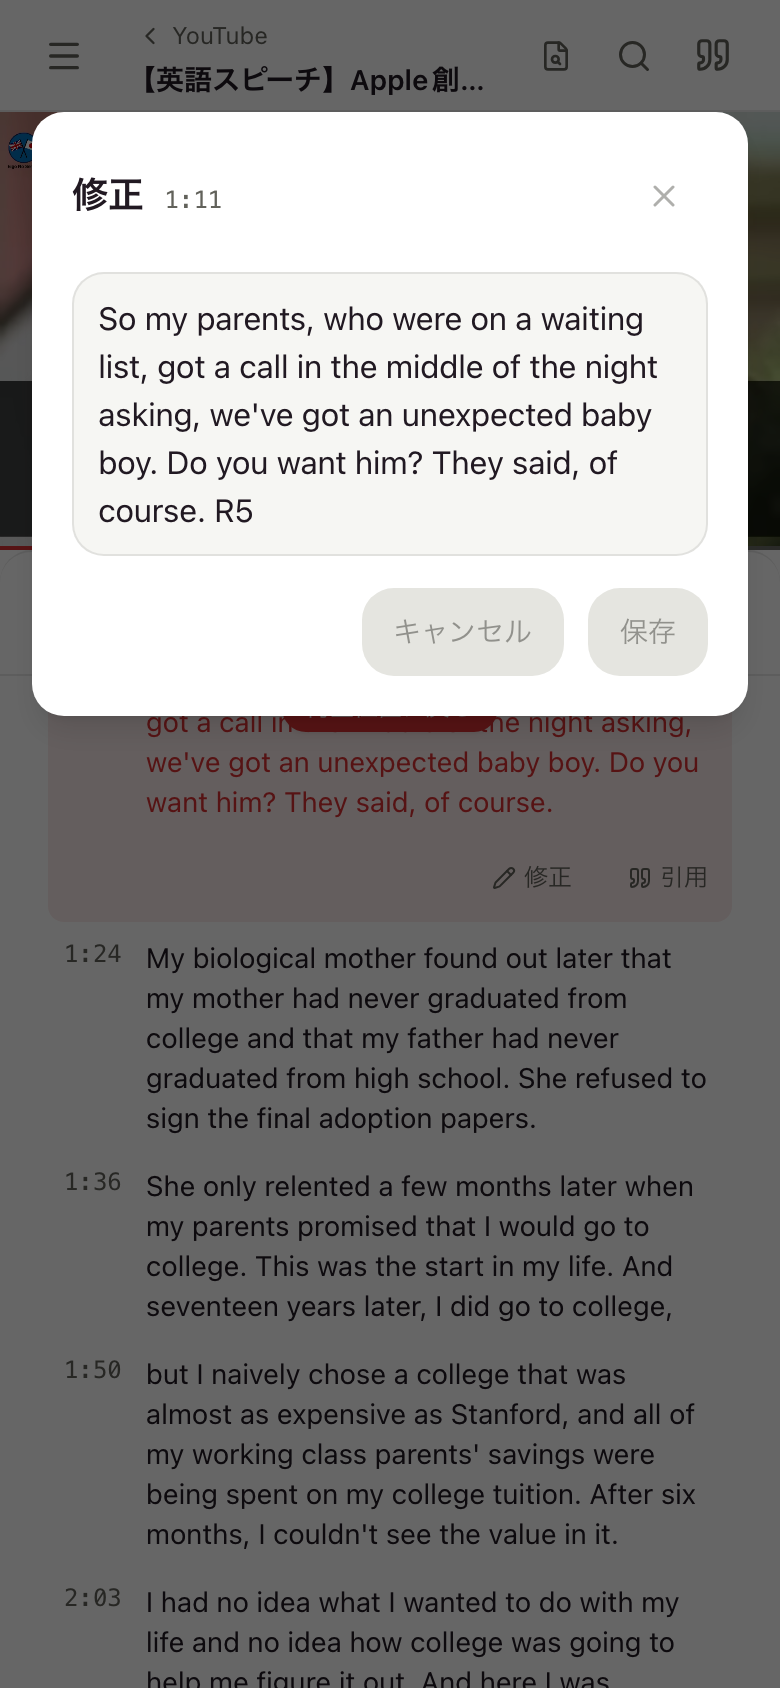 YouTube
【英語スピーチ】Apple創...
修正 1:11
So my parents, who were on a waiting
list, got a call in the middle of the night
asking, we've got an unexpected baby
boy. Do you want him? They said, of
course. R5
キャンセル 保存
got a call in he night asking,
we've got an unexpected baby boy. Do you
want him? They said, of course.
修正 引用
1:24 My biological mother found out later that
my mother had never graduated from
college and that my father had never
graduated from high school. She refused to
sign the final adoption papers.
1:36 She only relented a few months later when
my parents promised that I would go to
college. This was the start in my life. And
seventeen years later, I did go to college,
1:50 but I naively chose a college that was
almost as expensive as Stanford, and all of
my working class parents' savings were
being spent on my college tuition. After six
months, I couldn't see the value in it.
2:03 I had no idea what I wanted to do with my
life and no idea how college was going to
help me figure it out. And here I was